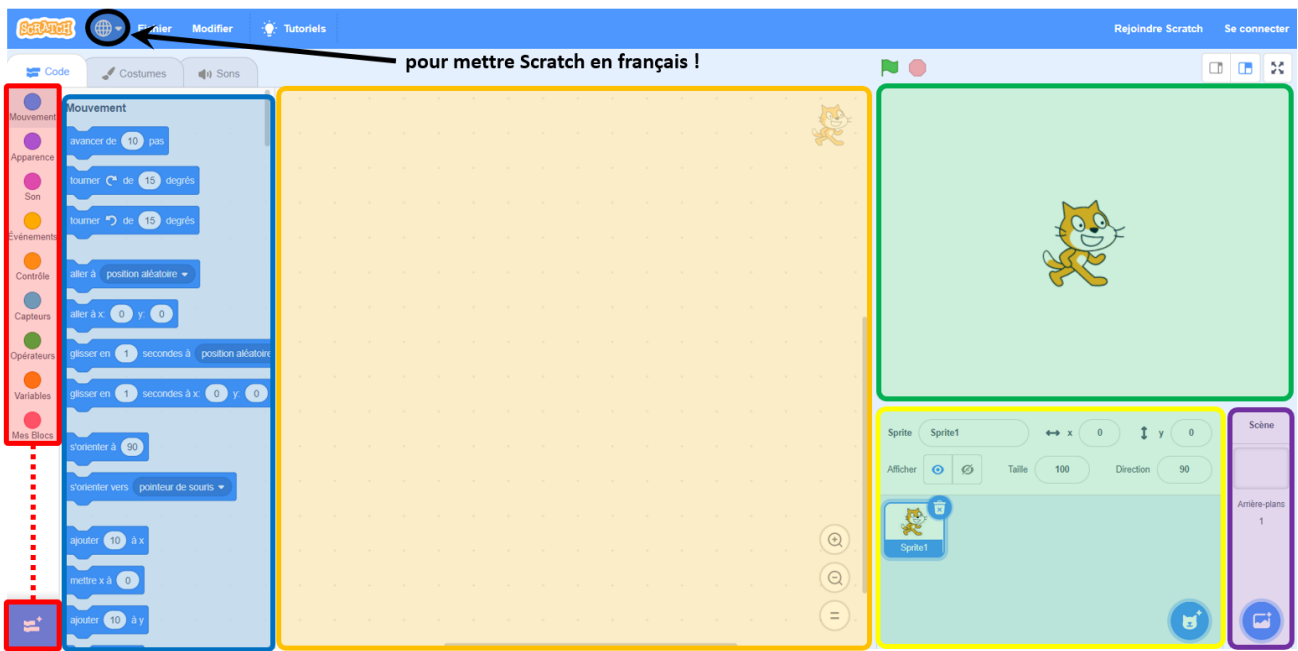 SCRATCH Fichier Modifier Tutoriels Rejoindre Scratch Se connecter
pour mettre Scratch en français !
Code Costumes Sons
Mouvement
Apparence
Son
Événements
Contrôle
Capteurs
Opérateurs
Variables
Mes Blocs
Mouvement
avancer de 10 pas
tourner de 15 degrés
tourner de 15 degrés
aller à position aléatoire
aller à x: 0 y: 0
glisser en 1 secondes à position aléatoire
glisser en 1 secondes à x: 0 y: 0
s'orienter à 90
s'orienter vers pointeur de souris
ajouter 10 à x
mettre x à 0
ajouter 10 à y
Sprite Sprite1 x 0 y 0
Afficher Taille 100 Direction 90
Sprite1
Scène
Arrière-plans
1